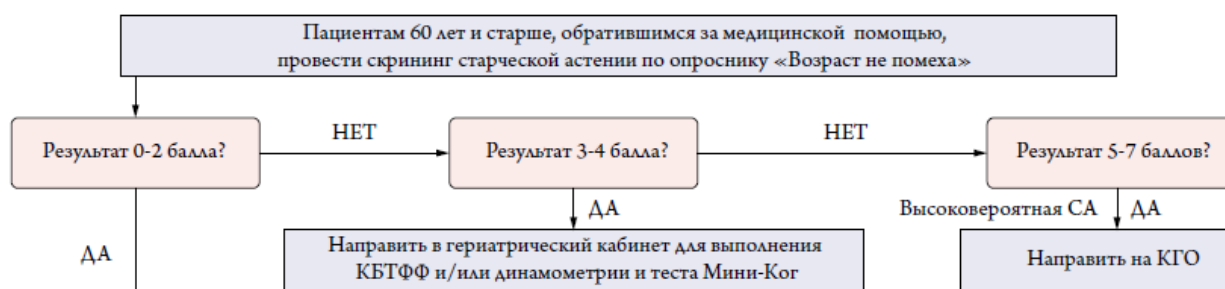 Пациентам 60 лет и старше, обратившимся за медицинской помощью,
провести скрининг старческой астении по опроснику «Возраст не помеха»
Результат 0-2 балла?
НЕТ
Результат 3-4 балла?
НЕТ
Результат 5-7 баллов?
ДА
ДА
Высоковероятная СА
ДА
Направить в гериатрический кабинет для выполнения
КБТФФ и/или динамометрии и теста Мини-Ког
Направить на КГО